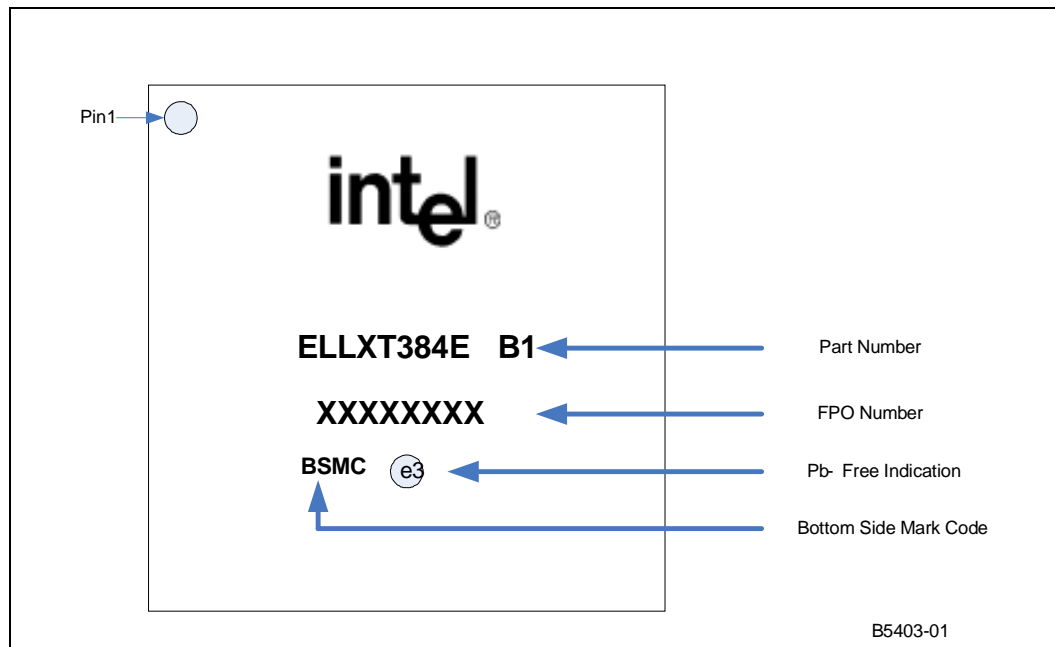 Pin1
intel®
ELLXT384E B1
Part Number
XXXXXXXX
FPO Number
BSMC e3
Pb- Free Indication
Bottom Side Mark Code
B5403-01